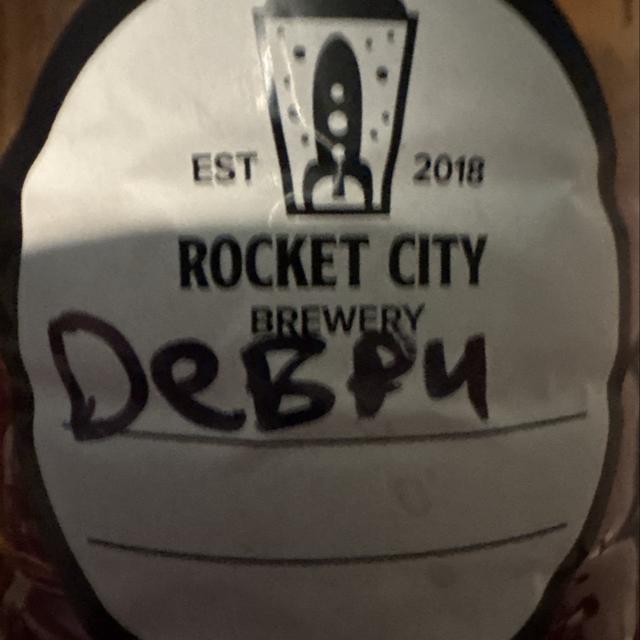 EST 2018
ROCKET CITY
BREWERY
DeBPu